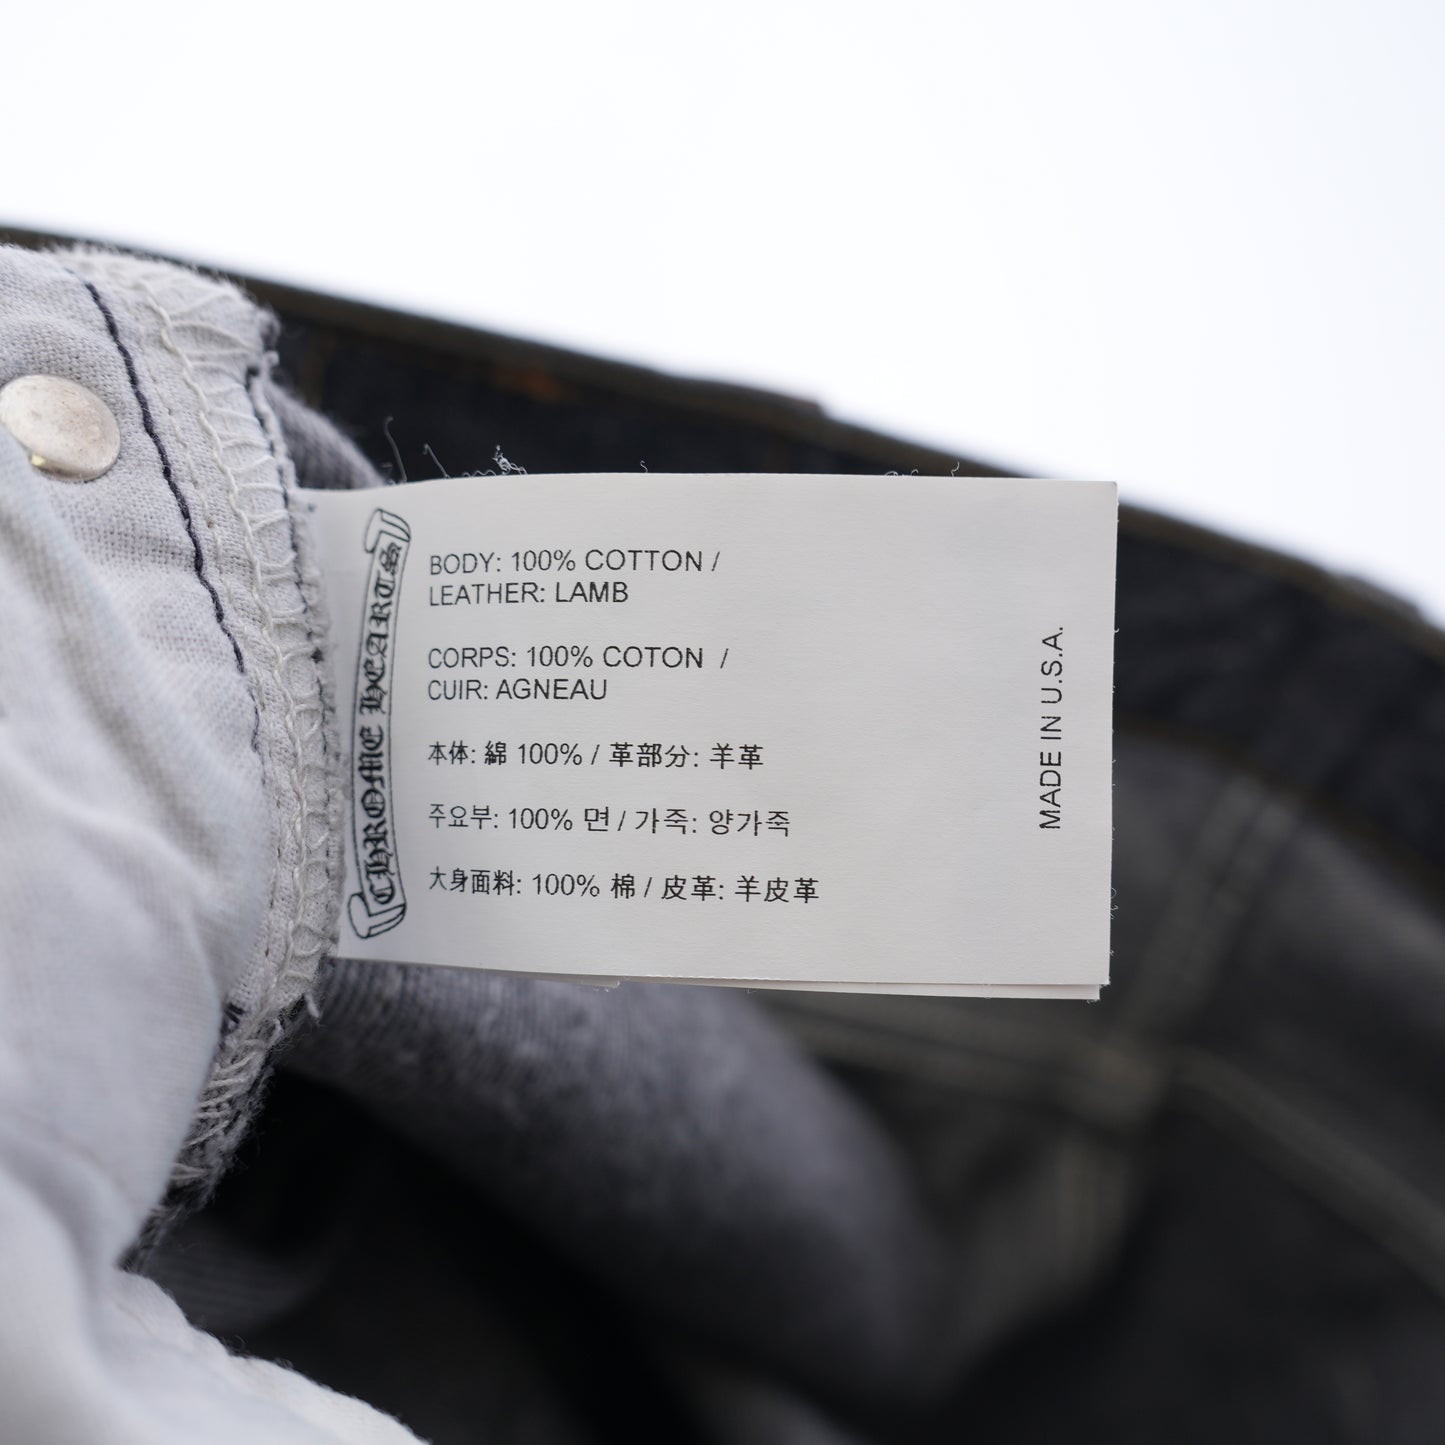 CHROME HEARTS
BODY: 100% COTTON /
LEATHER: LAMB
CORPS: 100% COTON /
CUIR: AGNEAU
本体: 綿 100% / 革部分: 羊革
주요부: 100% 면 / 가죽: 양가죽
大身面料: 100% 棉 / 皮革: 羊皮革
MADE IN U.S.A.